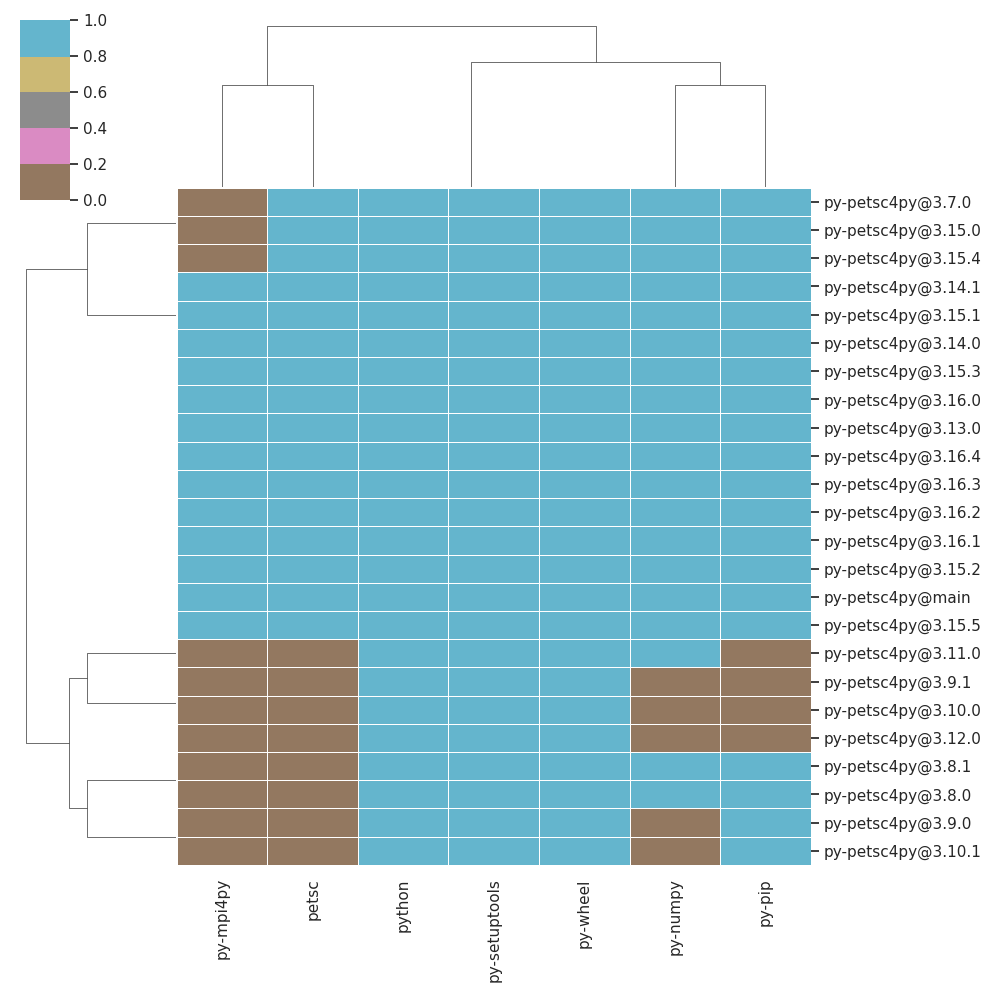 1.0
0.8
0.6
0.4
0.2
0.0
py-petsc4py@3.7.0
py-petsc4py@3.15.0
py-petsc4py@3.15.4
py-petsc4py@3.14.1
py-petsc4py@3.15.1
py-petsc4py@3.14.0
py-petsc4py@3.15.3
py-petsc4py@3.16.0
py-petsc4py@3.13.0
py-petsc4py@3.16.4
py-petsc4py@3.16.3
py-petsc4py@3.16.2
py-petsc4py@3.16.1
py-petsc4py@3.15.2
py-petsc4py@main
py-petsc4py@3.15.5
py-petsc4py@3.11.0
py-petsc4py@3.9.1
py-petsc4py@3.10.0
py-petsc4py@3.12.0
py-petsc4py@3.8.1
py-petsc4py@3.8.0
py-petsc4py@3.9.0
py-petsc4py@3.10.1
py-mpi4py
petsc
python
py-setuptools
py-wheel
py-numpy
py-pip